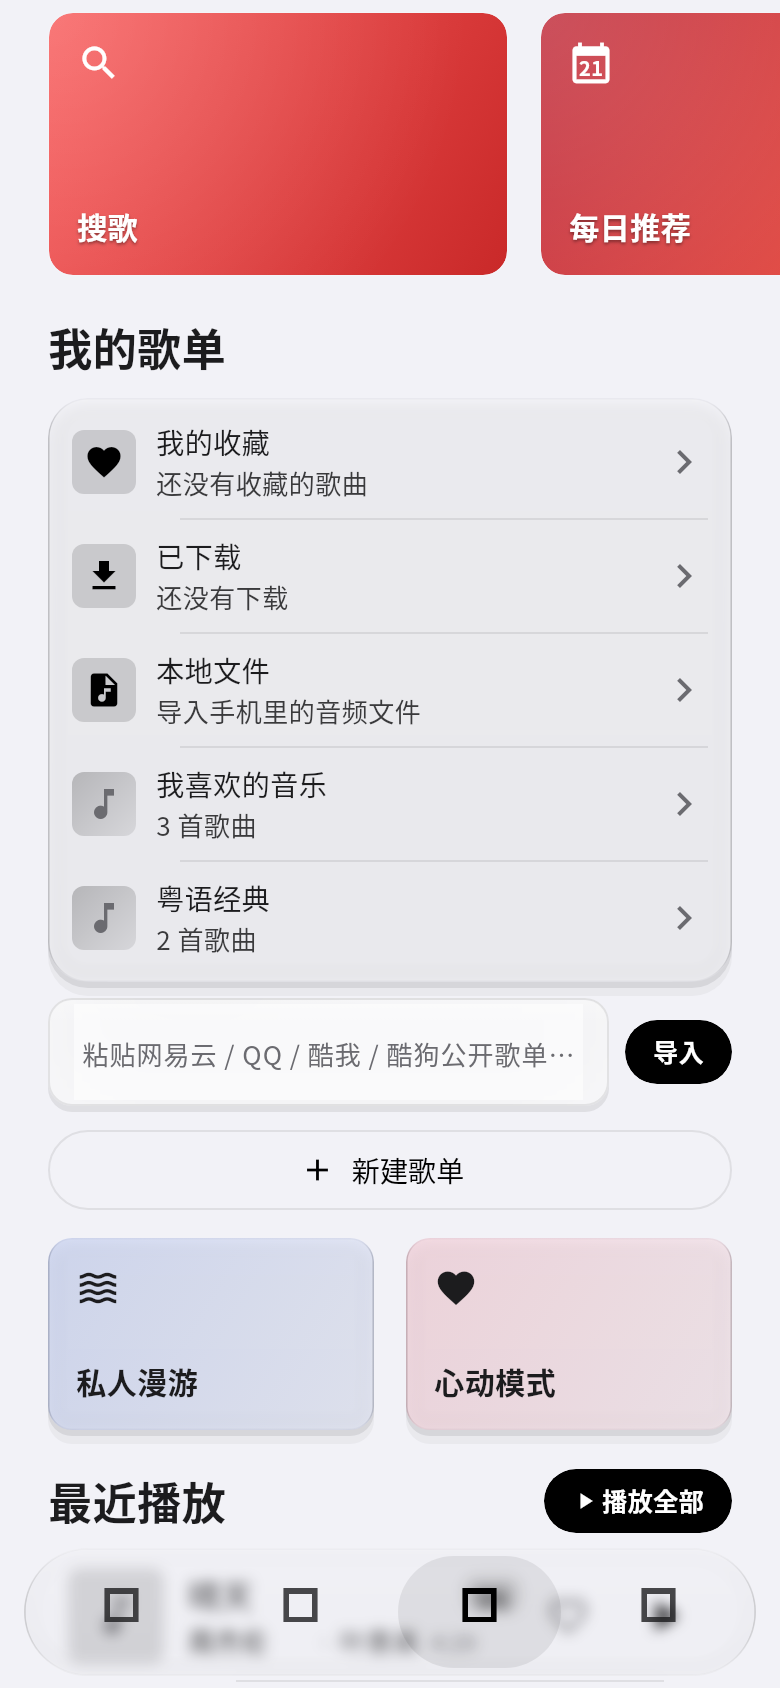 21
搜歌
每日推荐
我的歌单
我的收藏
还没有收藏的歌曲
已下载
还没有下载
本地文件
导入手机里的音频文件
我喜欢的音乐
3 首歌曲
粤语经典
2 首歌曲
粘贴网易云 / QQ / 酷我 / 酷狗公开歌单…
导入
新建歌单
私人漫游
心动模式
最近播放
播放全部